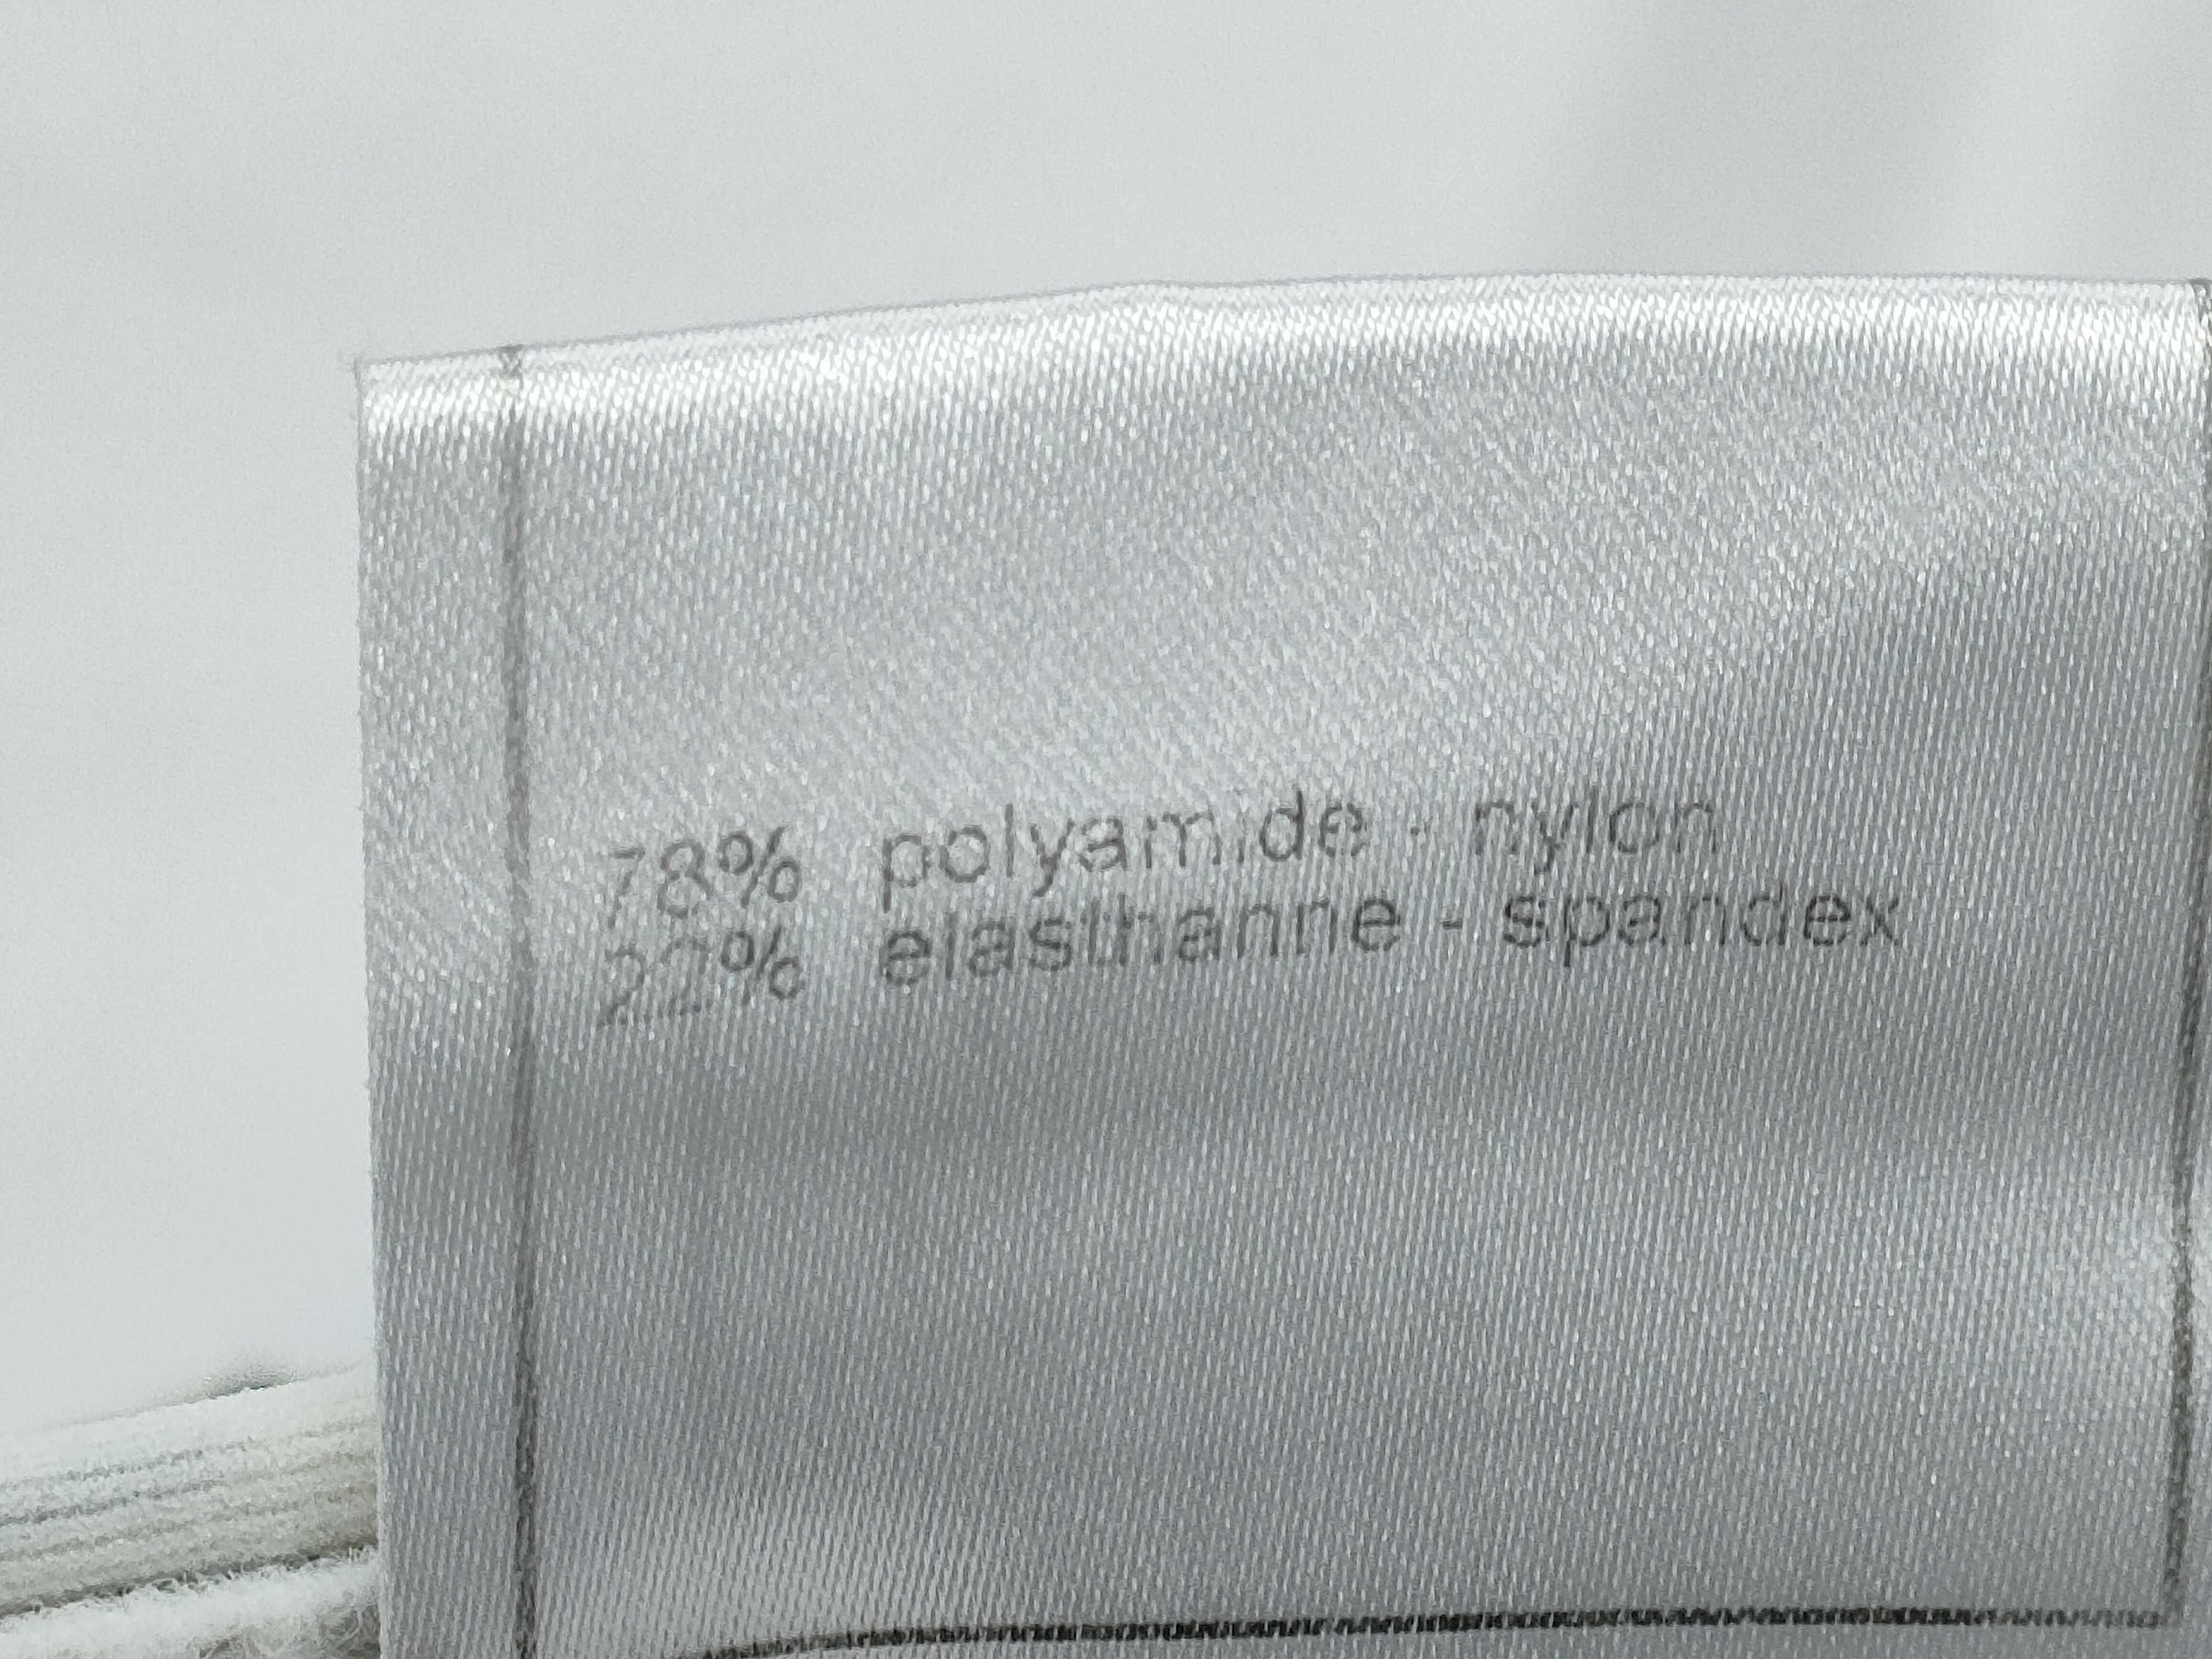 78% polyamide - nylon
22% elasthanne - spandex